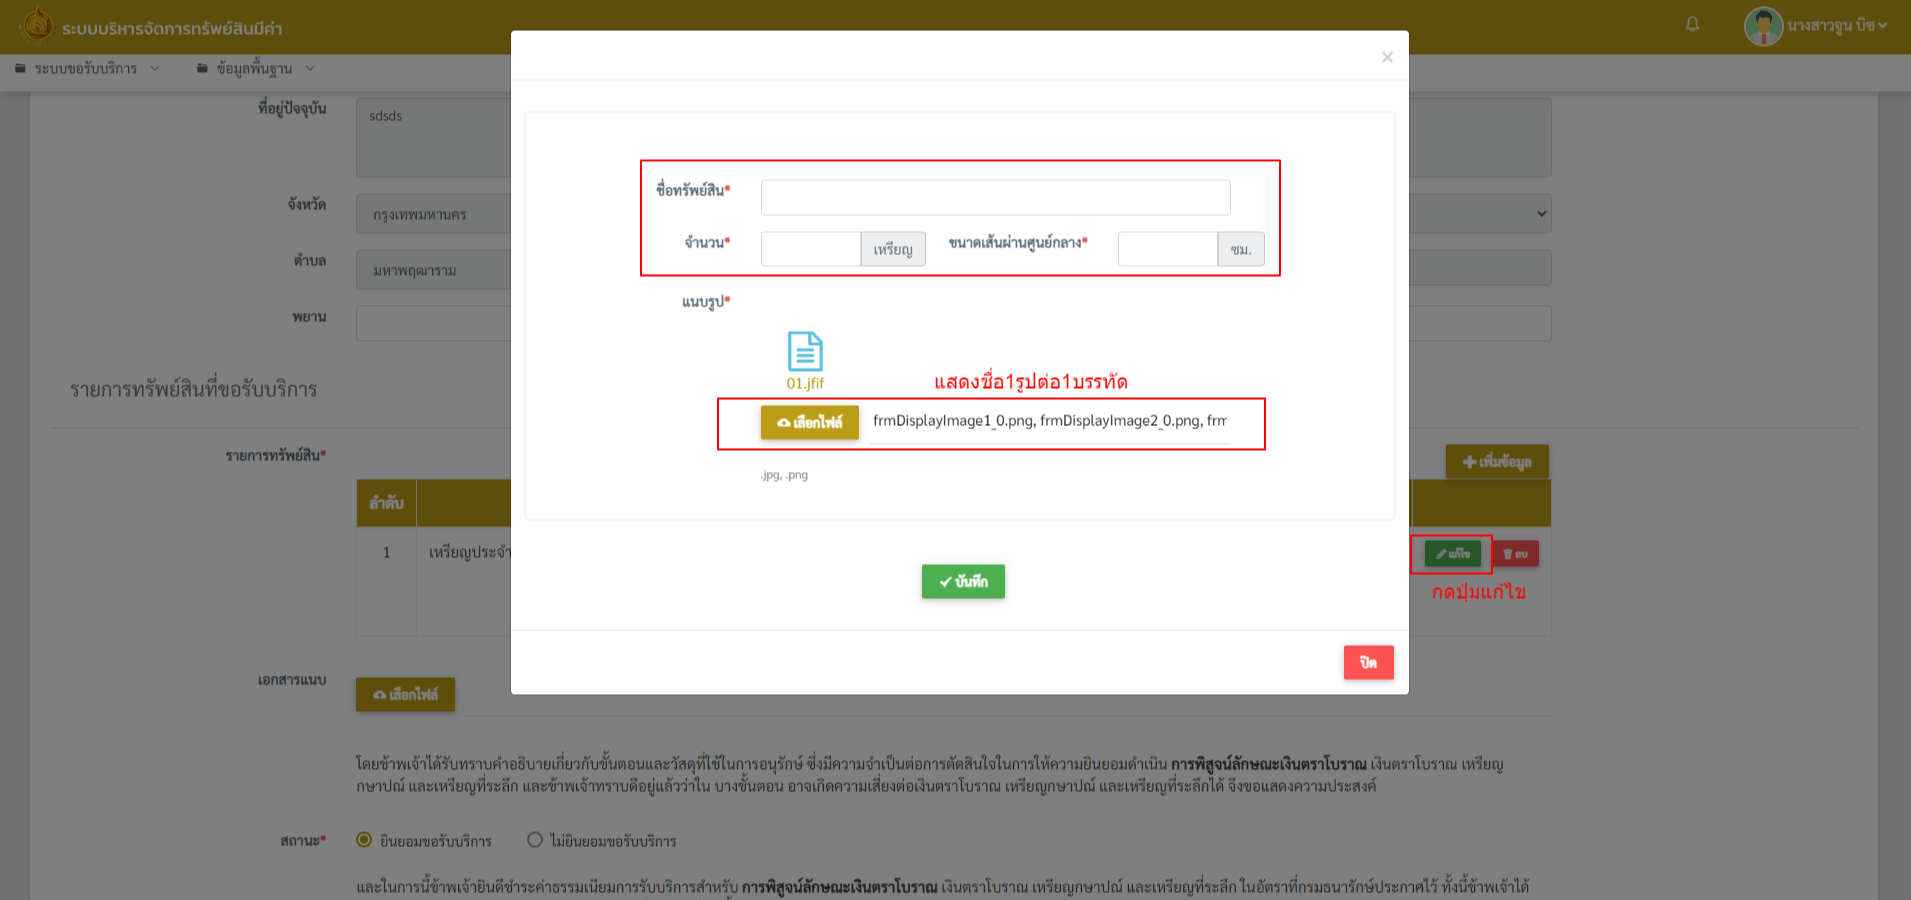 ระบบบริหารจัดการทรัพย์สินมีค่า
นางสาวจูน บิซ
ระบบขอรับบริการ
ข้อมูลพื้นฐาน
×
ที่อยู่ปัจจุบัน
sdsds
จังหวัด
กรุงเทพมหานคร
ตำบล
มหาพฤฒาราม
พยาน
ชื่อทรัพย์สิน*
จำนวน*
เหรียญ
ขนาดเส้นผ่านศูนย์กลาง*
ซม.
แนบรูป*
01.jfif
แสดงชื่อ1รูปต่อ1บรรทัด
เลือกไฟล์
frmDisplayImage1_0.png, frmDisplayImage2_0.png, frm
.jpg, .png
บันทึก
ปิด
รายการทรัพย์สินที่ขอรับบริการ
รายการทรัพย์สิน*
เพิ่มข้อมูล
ลำดับ
1
เหรียญประจำ
แก้ไข
ลบ
กดปุ่มแก้ไข
เอกสารแนบ
เลือกไฟล์
โดยข้าพเจ้าได้รับทราบคำอธิบายเกี่ยวกับขั้นตอนและวัสดุที่ใช้ในการอนุรักษ์ ซึ่งมีความจำเป็นต่อการตัดสินใจในการให้ความยินยอมดำเนิน การพิสูจน์ลักษณะเงินตราโบราณ เงินตราโบราณ เหรียญ
กษาปณ์ และเหรียญที่ระลึก และข้าพเจ้าทราบดีอยู่แล้วว่าใน บางขั้นตอน อาจเกิดความเสี่ยงต่อเงินตราโบราณ เหรียญกษาปณ์ และเหรียญที่ระลึกได้ จึงขอแสดงความประสงค์
สถานะ*
ยินยอมขอรับบริการ
ไม่ยินยอมขอรับบริการ
และในการนี้ข้าพเจ้ายินดีชำระค่าธรรมเนียมการรับบริการสำหรับ การพิสูจน์ลักษณะเงินตราโบราณ เงินตราโบราณ เหรียญกษาปณ์ และเหรียญที่ระลึก ในอัตราที่กรมธนารักษ์ประกาศไว้ ทั้งนี้ข้าพเจ้าได้